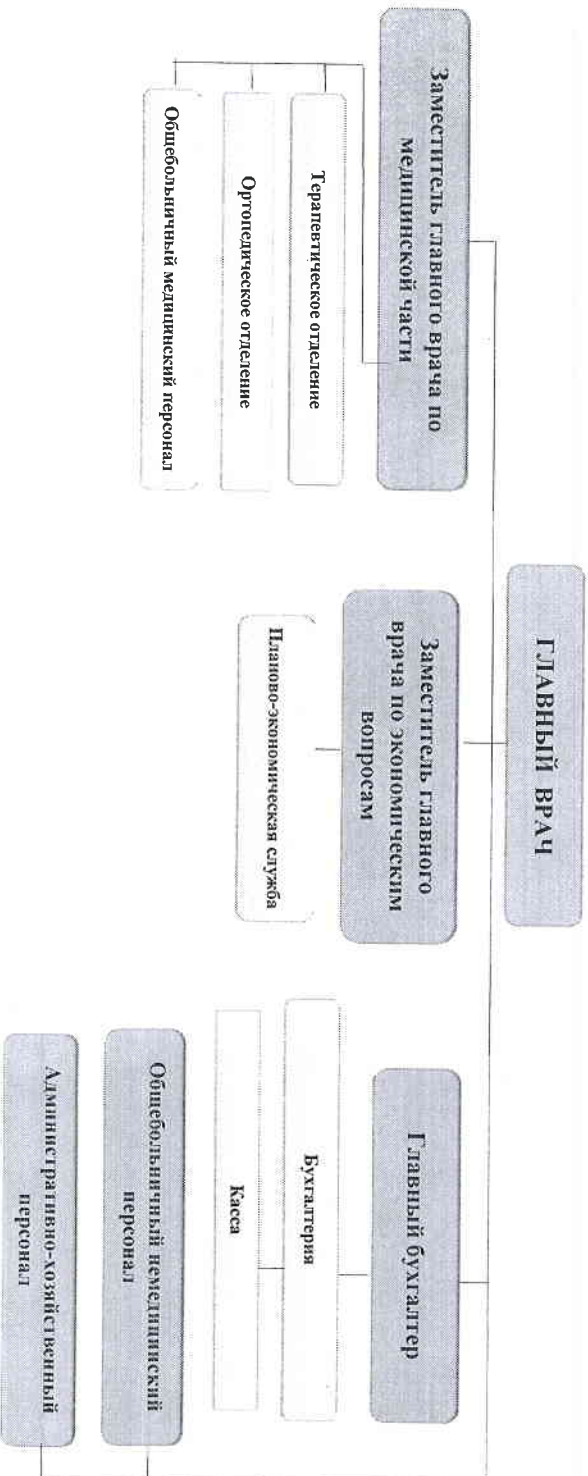 ГЛАВНЫЙ ВРАЧ
Заместитель главного врача по
медицинской части
Терапевтическое отделение
Ортопедическое отделение
Общебольничный медицинский персонал
Заместитель главного
врача по экономическим
вопросам
Планово-экономическая служба
Главный бухгалтер
Бухгалтерия
Касса
Общебольничный немедицинский
персонал
Административно-хозяйственный
персонал